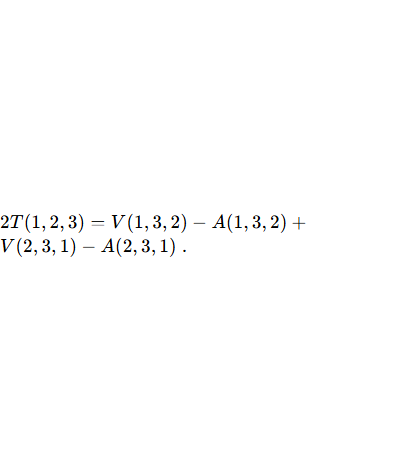 2T(1, 2, 3) = V(1, 3, 2) − A(1, 3, 2) +
V(2, 3, 1) − A(2, 3, 1) .